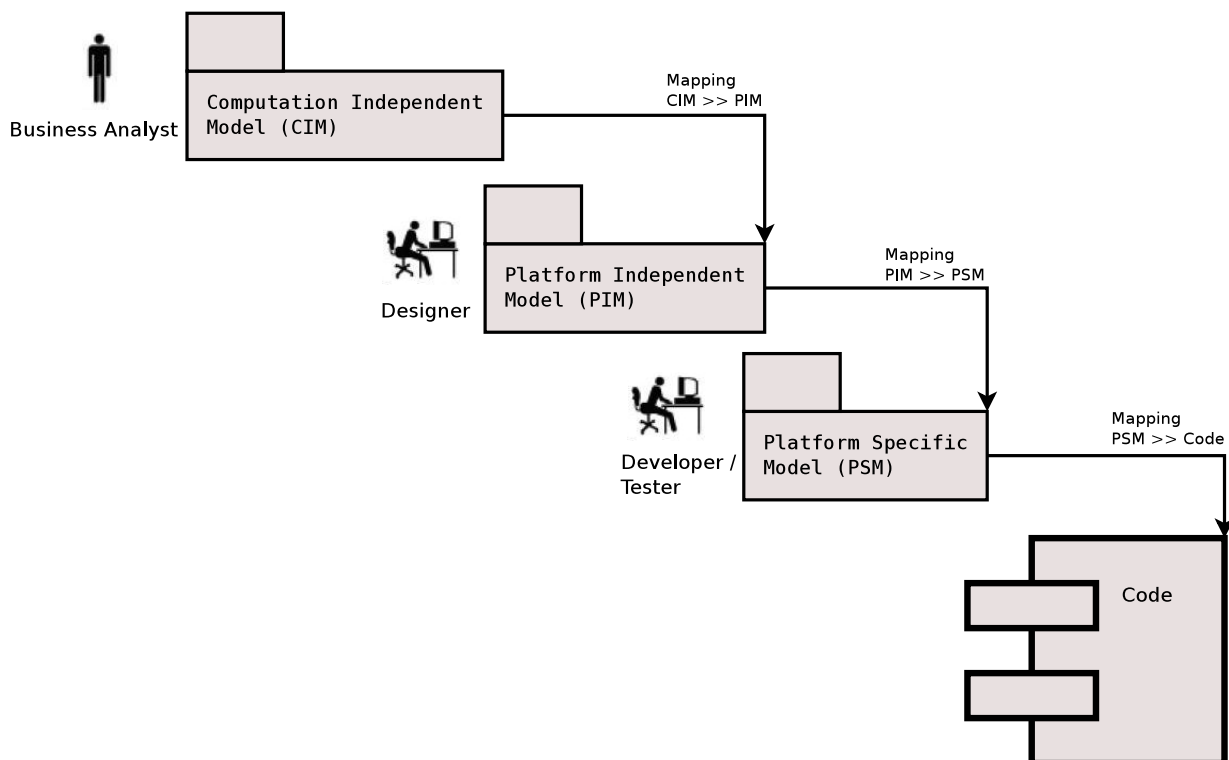 Business Analyst
Computation Independent
Model (CIM)
Mapping
CIM >> PIM
Designer
Platform Independent
Model (PIM)
Mapping
PIM >> PSM
Developer /
Tester
Platform Specific
Model (PSM)
Mapping
PSM >> Code
Code